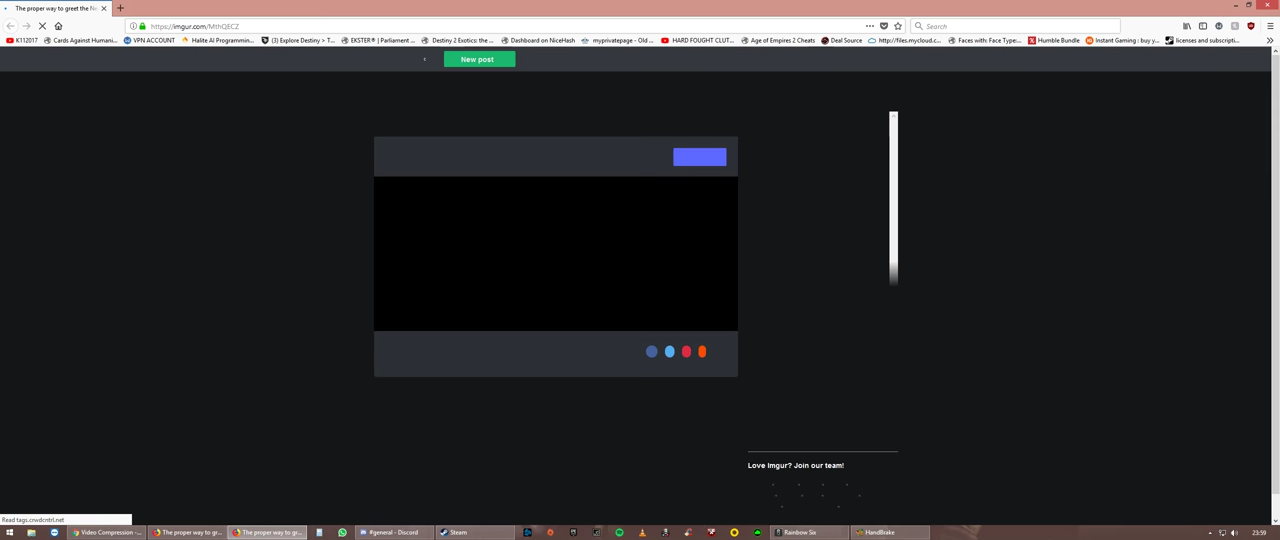 The proper way to greet the Ne
https://imgur.com/MthQECZ
Search
K112017
Cards Against Humani...
VPN ACCOUNT
Halite AI Programmin...
(3) Explore Destiny > T...
EKSTER® | Parliament ...
Destiny 2 Exotics: the ...
Dashboard on NiceHash
myprivatepage - Old ...
HARD FOUGHT CLUT...
Age of Empires 2 Cheats
Deal Source
http://files.mycloud.c...
Faces with: Face Type:...
Humble Bundle
Instant Gaming : buy y...
licenses and subscripti...
New post
Love Imgur? Join our team!
Read tags.crwdcntrl.net
Video Compression -...
The proper way to gr...
The proper way to gr...
#general - Discord
Steam
Rainbow Six
HandBrake
23:59